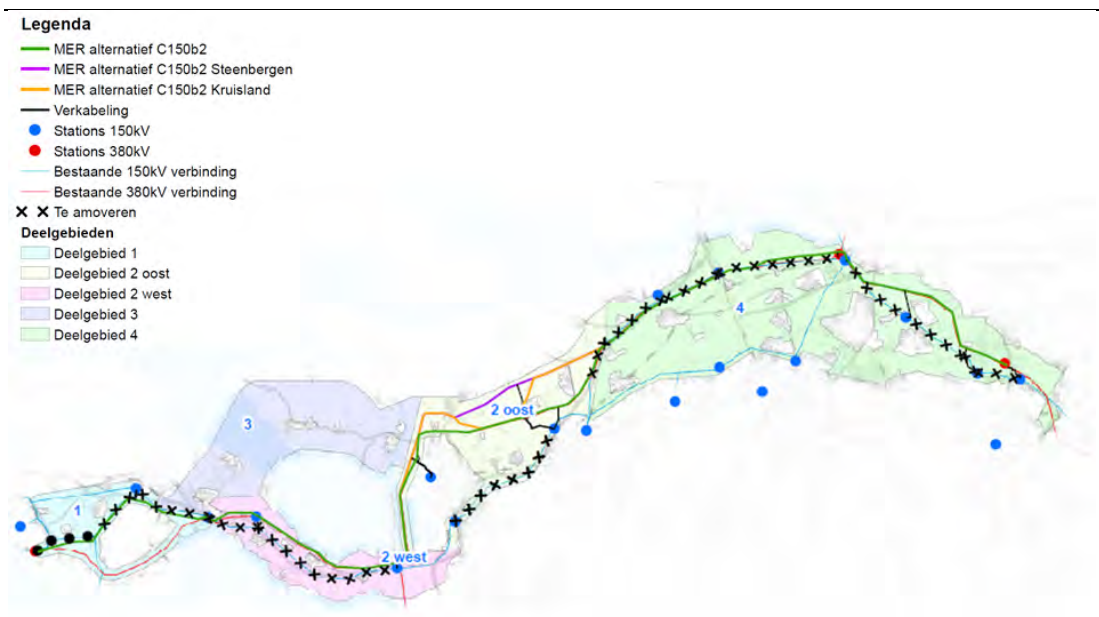 Legenda
MER alternatief C150b2
MER alternatief C150b2 Steenbergen
MER alternatief C150b2 Kruisland
Verkabeling
Stations 150kV
Stations 380kV
Bestaande 150kV verbinding
Bestaande 380kV verbinding
Te amoveren
Deelgebieden
Deelgebied 1
Deelgebied 2 oost
Deelgebied 2 west
Deelgebied 3
Deelgebied 4
4
2 oost
3
1
2 west